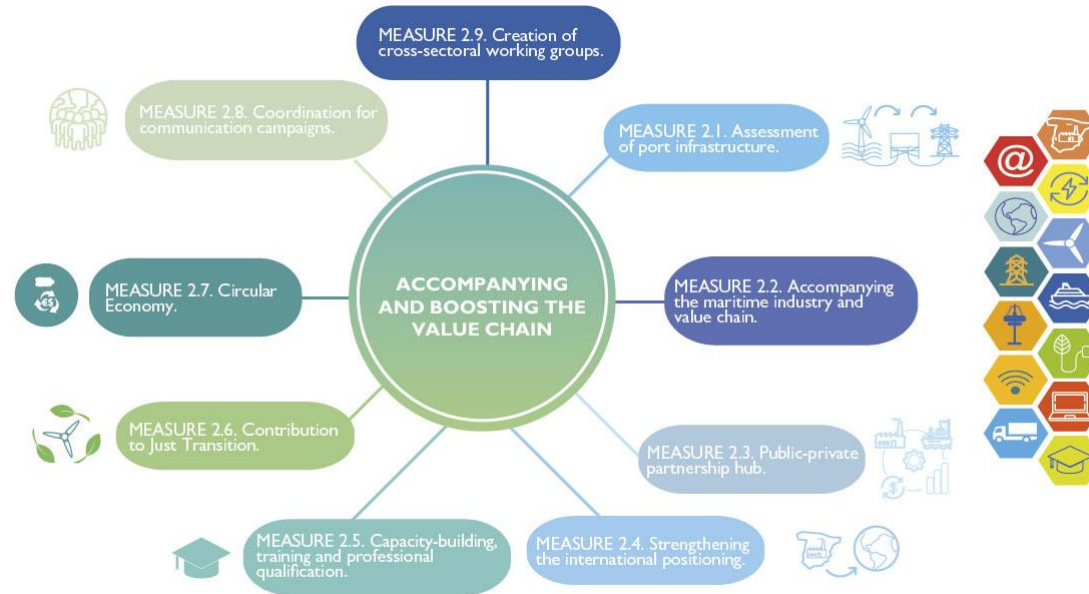 MEASURE 2.9. Creation of
cross-sectoral working groups.
MEASURE 2.8. Coordination for
communication campaigns.
MEASURE 2.1. Assessment
of port infrastructure.
@
ACCOMPANYING
AND BOOSTING THE
VALUE CHAIN
MEASURE 2.7. Circular
Economy.
€$
MEASURE 2.2. Accompanying
the maritime industry and
value chain.
MEASURE 2.6. Contribution
to Just Transition.
MEASURE 2.3. Public-private
partnership hub.
$
MEASURE 2.5. Capacity-building,
training and professional
qualification.
MEASURE 2.4. Strengthening
the international positioning.